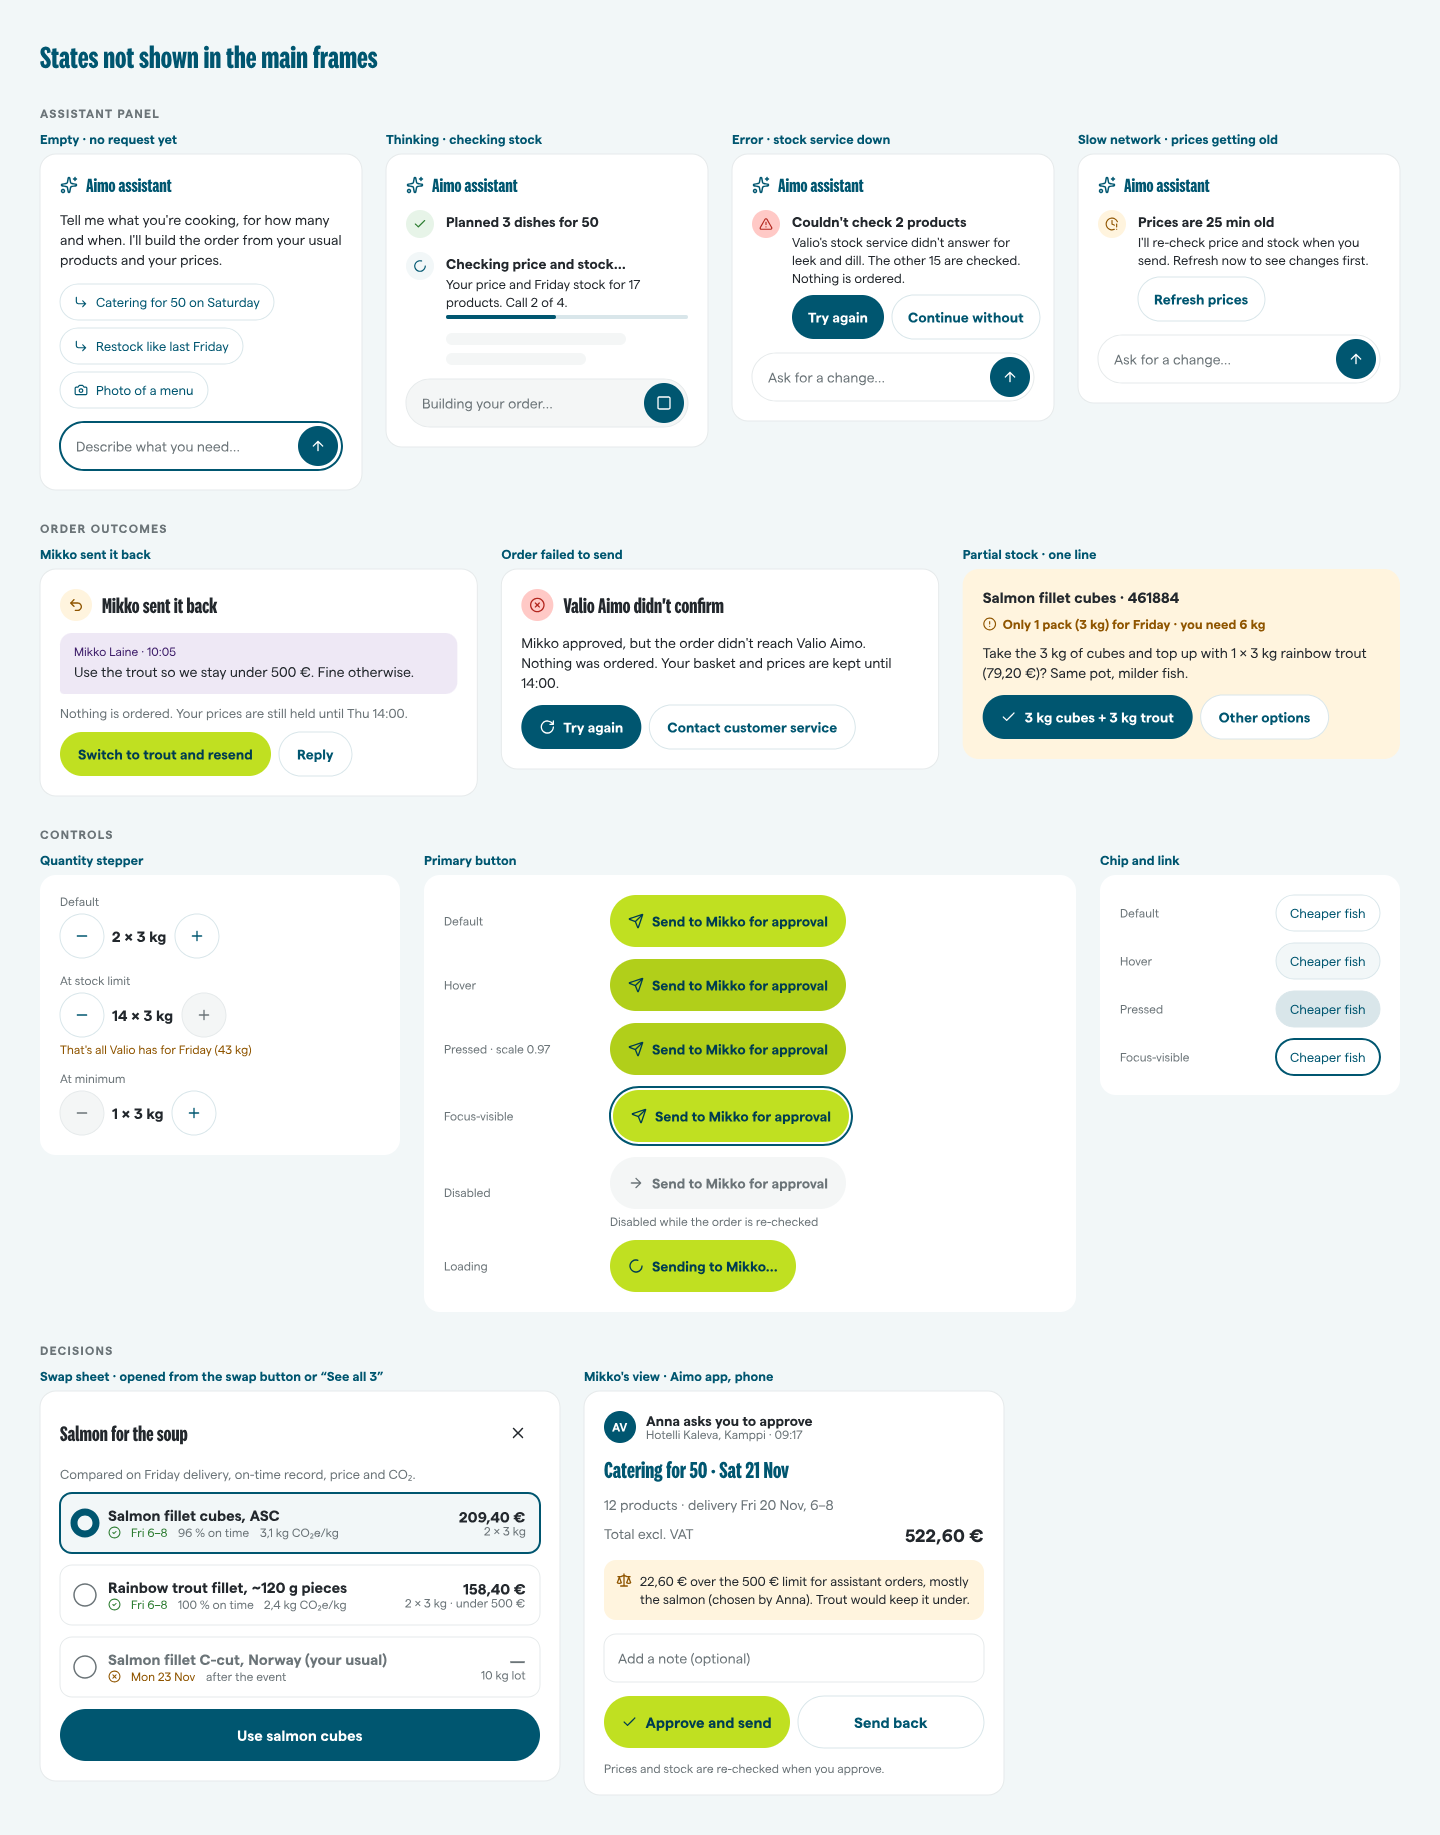 States not shown in the main frames
ASSISTANT PANEL
Empty · no request yet
Aimo assistant
Tell me what you're cooking, for how many
and when. I'll build the order from your usual
products and your prices.
Catering for 50 on Saturday
Restock like last Friday
Photo of a menu
Describe what you need...
Thinking · checking stock
Aimo assistant
Planned 3 dishes for 50
Checking price and stock...
Your price and Friday stock for 17
products. Call 2 of 4.
Building your order...
Error · stock service down
Aimo assistant
Couldn't check 2 products
Valio's stock service didn't answer for
leek and dill. The other 15 are checked.
Nothing is ordered.
Try again
Continue without
Ask for a change...
Slow network · prices getting old
Aimo assistant
Prices are 25 min old
I'll re-check price and stock when you
send. Refresh now to see changes first.
Refresh prices
Ask for a change...
ORDER OUTCOMES
Mikko sent it back
Mikko sent it back
Mikko Laine · 10:05
Use the trout so we stay under 500 €. Fine otherwise.
Nothing is ordered. Your prices are still held until Thu 14:00.
Switch to trout and resend
Reply
Order failed to send
Valio Aimo didn't confirm
Mikko approved, but the order didn't reach Valio Aimo.
Nothing was ordered. Your basket and prices are kept until
14:00.
Try again
Contact customer service
Partial stock · one line
Salmon fillet cubes · 461884
Only 1 pack (3 kg) for Friday · you need 6 kg
Take the 3 kg of cubes and top up with 1 × 3 kg rainbow trout
(79,20 €)? Same pot, milder fish.
3 kg cubes + 3 kg trout
Other options
CONTROLS
Quantity stepper
Default
2 × 3 kg
At stock limit
14 × 3 kg
That's all Valio has for Friday (43 kg)
At minimum
1 × 3 kg
Primary button
Default
Send to Mikko for approval
Hover
Send to Mikko for approval
Pressed · scale 0.97
Send to Mikko for approval
Focus-visible
Send to Mikko for approval
Disabled
Send to Mikko for approval
Disabled while the order is re-checked
Loading
Sending to Mikko...
Chip and link
Default
Cheaper fish
Hover
Cheaper fish
Pressed
Cheaper fish
Focus-visible
Cheaper fish
DECISIONS
Swap sheet · opened from the swap button or “See all 3”
Salmon for the soup
Compared on Friday delivery, on-time record, price and CO₂.
Salmon fillet cubes, ASC
209,40 €
Fri 6–8 96 % on time 3,1 kg CO₂e/kg
2 × 3 kg
Rainbow trout fillet, ~120 g pieces
158,40 €
Fri 6–8 100 % on time 2,4 kg CO₂e/kg
2 × 3 kg · under 500 €
Salmon fillet C-cut, Norway (your usual)
—
Mon 23 Nov after the event
10 kg lot
Use salmon cubes
Mikko's view · Aimo app, phone
AV
Anna asks you to approve
Hotelli Kaleva, Kamppi · 09:17
Catering for 50 · Sat 21 Nov
12 products · delivery Fri 20 Nov, 6–8
Total excl. VAT
522,60 €
22,60 € over the 500 € limit for assistant orders, mostly
the salmon (chosen by Anna). Trout would keep it under.
Add a note (optional)
Approve and send
Send back
Prices and stock are re-checked when you approve.